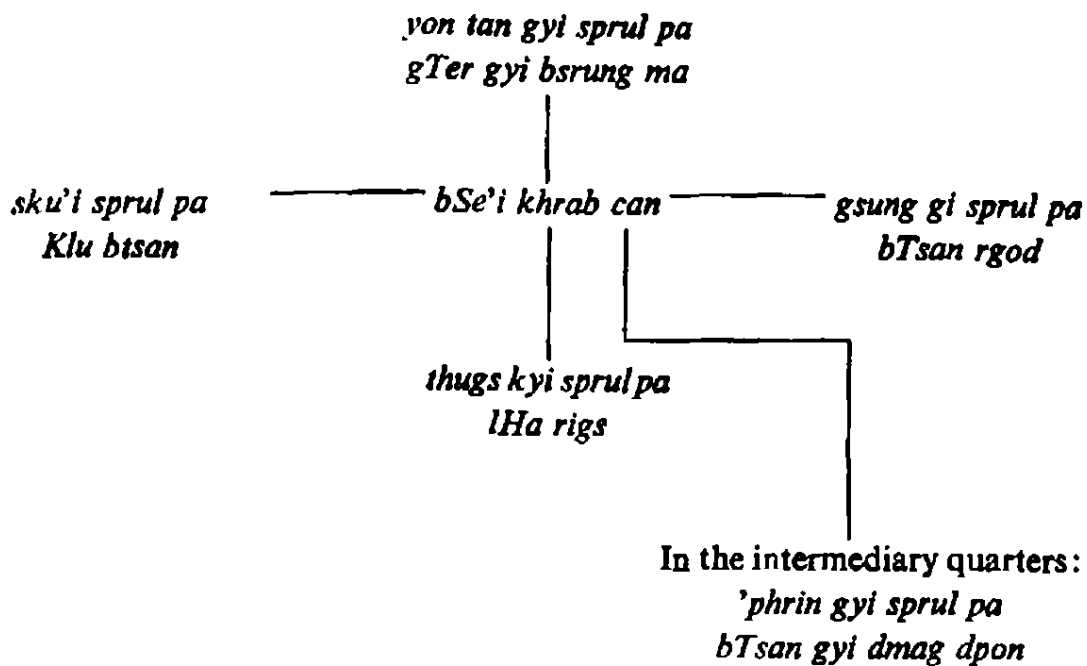 yon tan gyi sprul pa
gTer gyi bsrung ma
sku'i sprul pa
Klu btsan
bSe'i khrab can
gsung gi sprul pa
bTsan rgod
thugs kyi sprul pa
lHa rigs
In the intermediary quarters:
'phrin gyi sprul pa
bTsan gyi dmag dpon